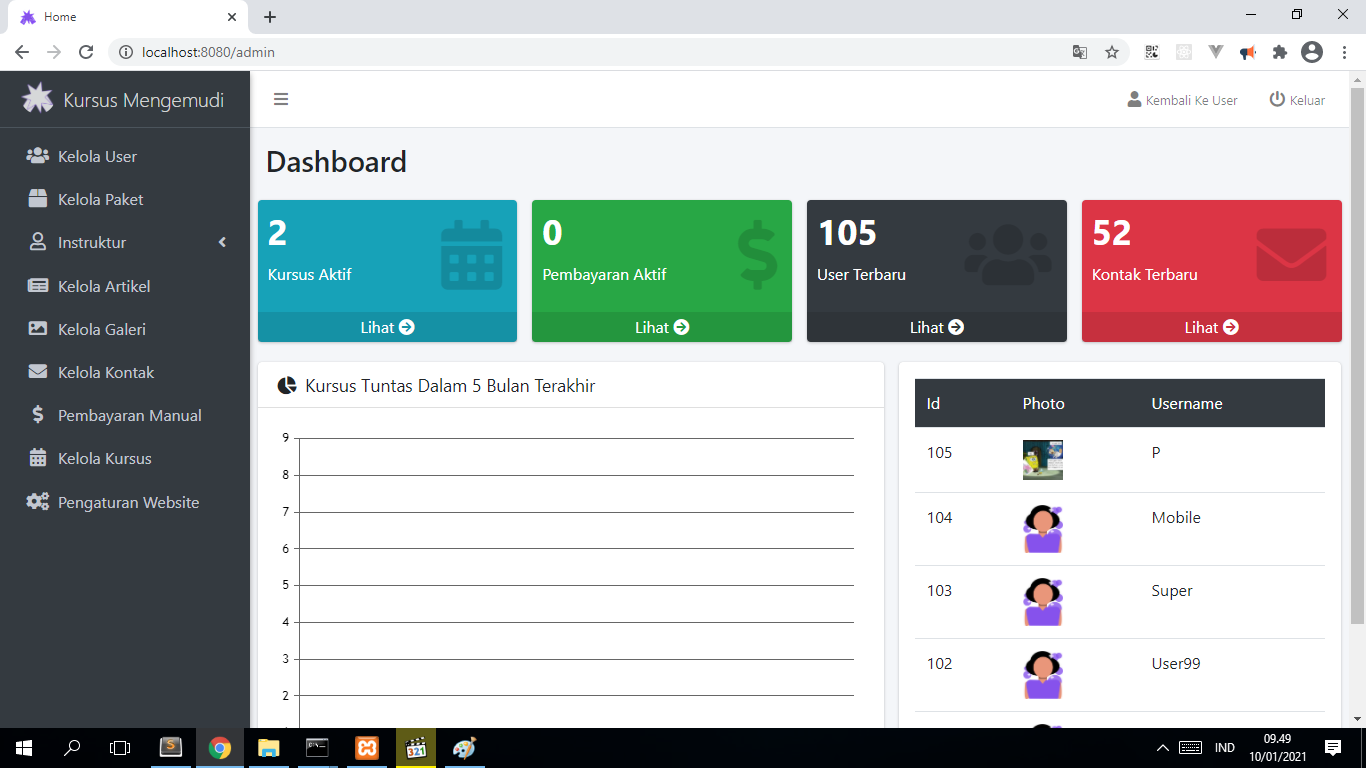 Home
localhost:8080/admin
Kursus Mengemudi
Kembali Ke User
Keluar
Kelola User
Kelola Paket
Instruktur
Kelola Artikel
Kelola Galeri
Kelola Kontak
Pembayaran Manual
Kelola Kursus
Pengaturan Website
Dashboard
2
Kursus Aktif
Lihat
0
Pembayaran Aktif
Lihat
105
User Terbaru
Lihat
52
Kontak Terbaru
Lihat
Kursus Tuntas Dalam 5 Bulan Terakhir
9
8
7
6
5
4
3
2
Id Photo Username
105 P
104 Mobile
103 Super
102 User99
321
IND
09.49
10/01/2021